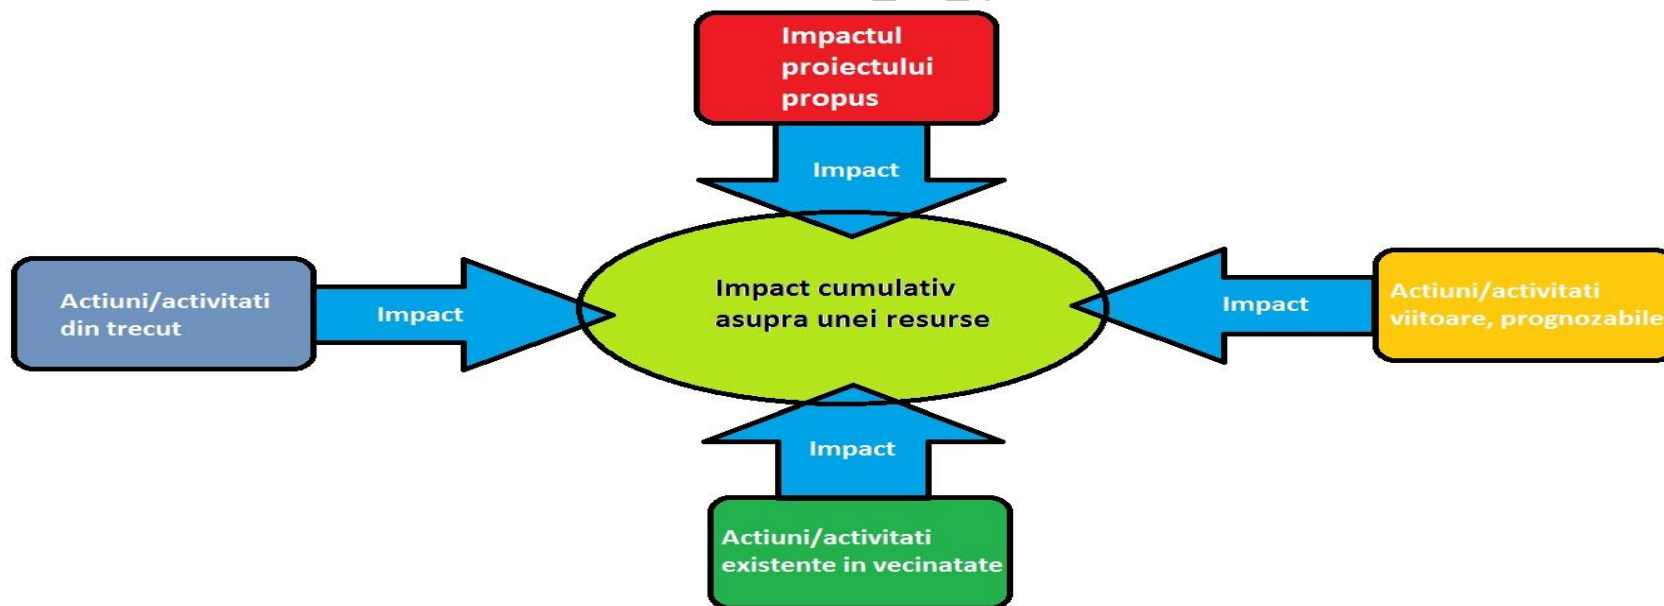 Impactul
proiectului
propus
Impact
Actiuni/activitati
din trecut
Impact
Impact cumulativ
asupra unei resurse
Impact
Actiuni/activitati
viitoare, prognozabile
Impact
Actiuni/activitati
existente in vecinatate